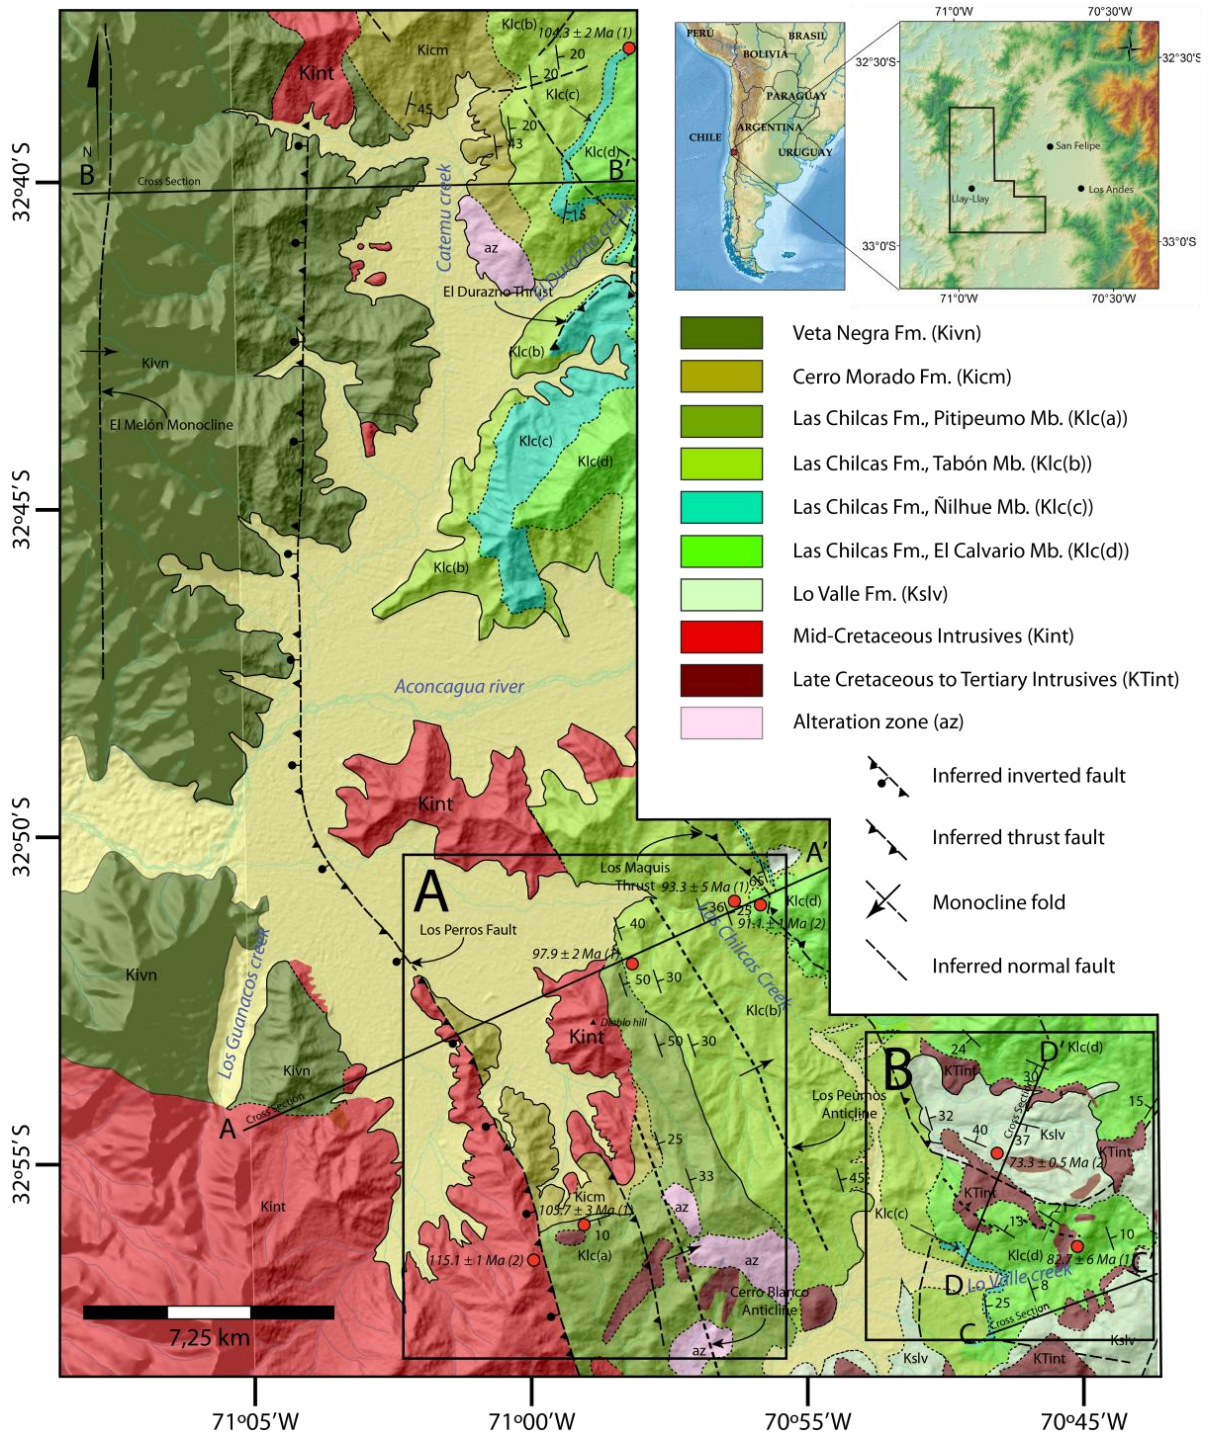 PERÚ
BRASIL
BOLIVIA
PARAGUAY
CHILE
ARGENTINA
URUGUAY
71°0'W
70°30'W
32°30'S
32°30'S
San Felipe
Los Andes
Llay-Llay
33°0'S
33°0'S
71°0'W
70°30'W
Veta Negra Fm. (Kivn)
Cerro Morado Fm. (Kicm)
Las Chilcas Fm., Pitipeumo Mb. (Klc(a))
Las Chilcas Fm., Tabón Mb. (Klc(b))
Las Chilcas Fm., Ñilhue Mb. (Klc(c))
Las Chilcas Fm., El Calvario Mb. (Klc(d))
Lo Valle Fm. (Kslv)
Mid-Cretaceous Intrusives (Kint)
Late Cretaceous to Tertiary Intrusives (KTint)
Alteration zone (az)
Inferred inverted fault
Inferred thrust fault
Monocline fold
Inferred normal fault
Klc(b)
104.3 ± 2 Ma (1)
Kicm
20
Kint
20
Klc(c)
45
20
43
N
Klc(d)
32°40'S
B
Cross Section
B'
Catemu creek
15
az
El Durazno creek
El Durazno Thrust
Klc(b)
Kivn
El Melón Monocline
Klc(c)
Klc(d)
32°45'S
Klc(b)
Aconcagua river
Kint
32°50'S
A
Los Maquis
Thrust
A'
93.3 ± 5 Ma (1)
65
36
25
Klc(d)
91.1 ± 1 Ma (2)
Las Chilcas Creek
40
Los Perros Fault
97.9 ± 2 Ma (1)
50
30
Kivn
Los Guanacos creek
Klc(b)
Diablo hill
Kint
50
30
Kivn
Cross Section
A
Los Peumos
Anticline
B
24
D'
Klc(d)
KTint
30
Cross Section
15
32
40
37
Kslv
73.3 ± 0.5 Ma (2)
KTint
32°55'S
25
33
45
KTint
Kicm
105.7 ± 3 Ma (1)
az
Klc(c)
21
13
10
10
Kint
Klc(a)
115.1 ± 1 Ma (2)
az
Klc(d)
82.7 ± 6 Ma (1)
C'
D
Lo Valle creek
8
Cerro Blanco
Anticline
25
Cross Section
C
7,25 km
az
Kslv
KTint
Kslv
71°05'W
71°00'W
70°55'W
70°45'W